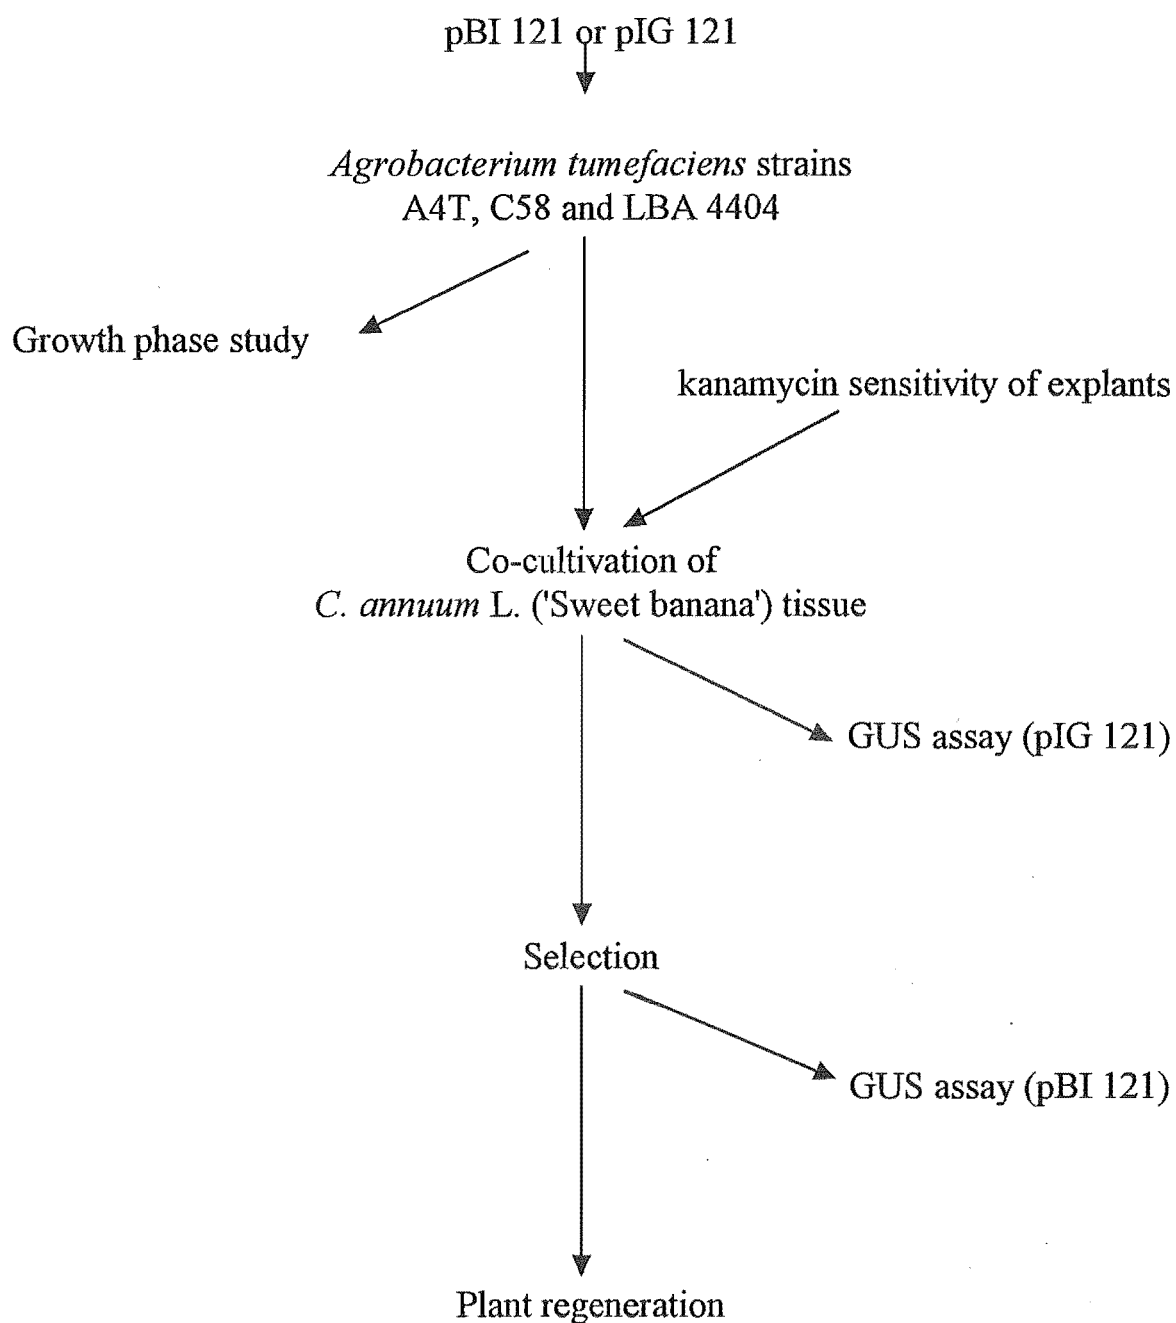 pBI 121 or pIG 121
Agrobacterium tumefaciens strains
A4T, C58 and LBA 4404
Growth phase study
kanamycin sensitivity of explants
Co-cultivation of
C. annuum L. ('Sweet banana') tissue
GUS assay (pIG 121)
Selection
GUS assay (pBI 121)
Plant regeneration